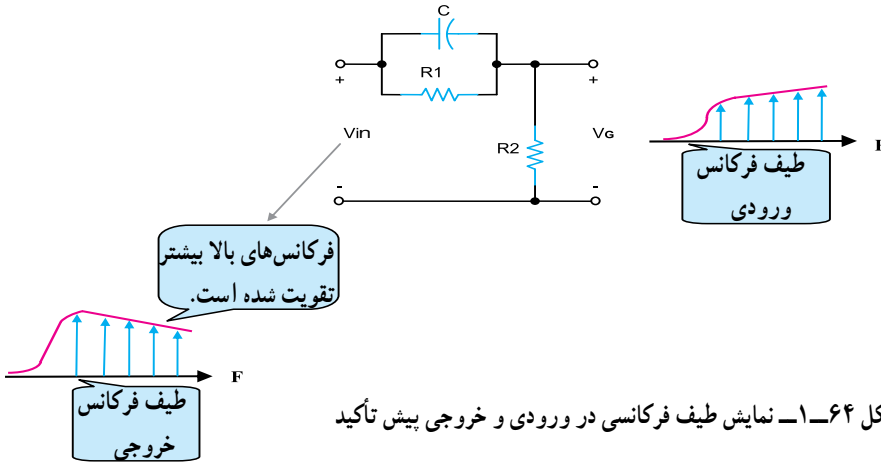 C
+
R1
+
Vin
R2
VG
-
-
طیف فرکانس
ورودی
فرکانس‌های بالا بیشتر
تقویت شده است.
F
طیف فرکانس
خروجی
کل ۶۴ــ۱ــ نمایش طیف فرکانسی در ورودی و خروجی پیش تأکید